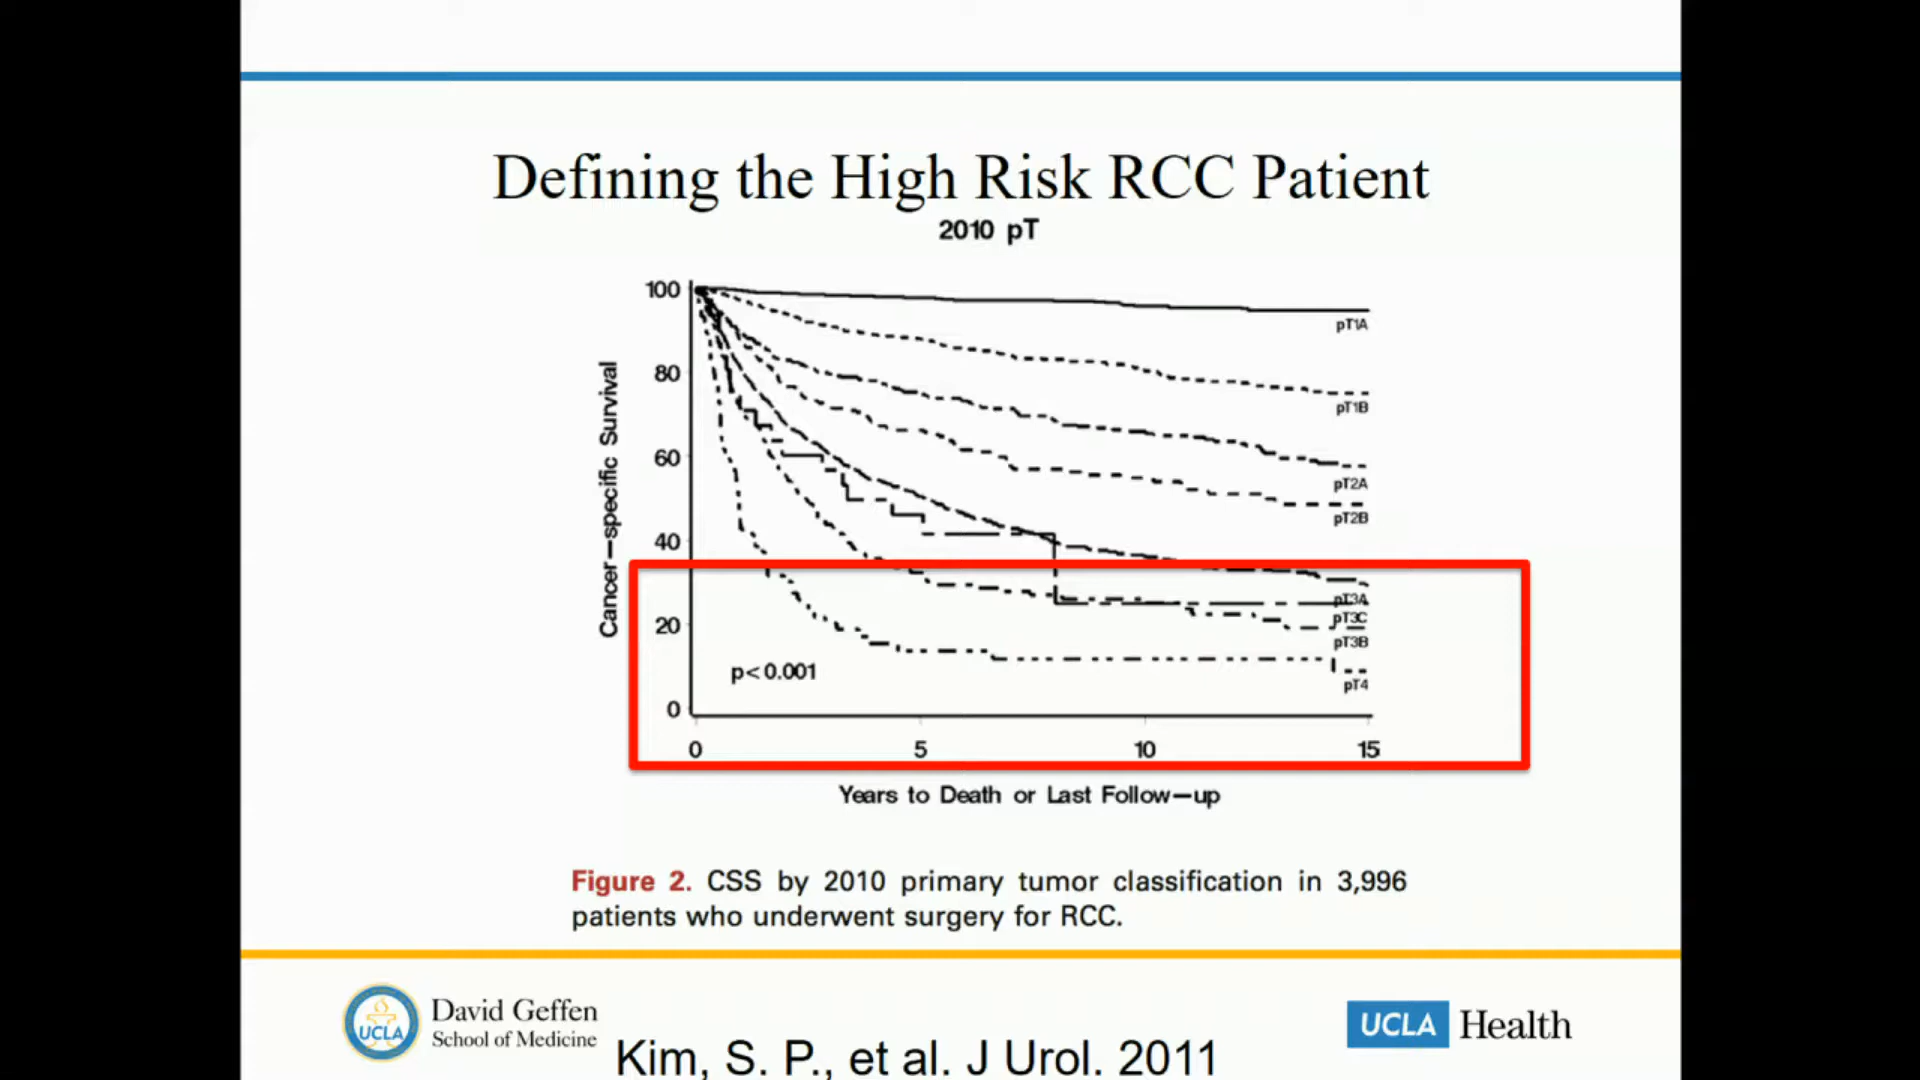 Defining the High Risk RCC Patient
2010 pT
100
80
60
40
20
0
Cancer-specific Survival
pT1A
pT1B
pT2A
pT2B
pT3A
pT3C
pT3B
pT4
p<0.001
0 5 10 15
Years to Death or Last Follow-up
Figure 2. CSS by 2010 primary tumor classification in 3,996
patients who underwent surgery for RCC.
UCLA
David Geffen
School of Medicine
Kim, S. P., et al. J Urol. 2011
UCLA Health